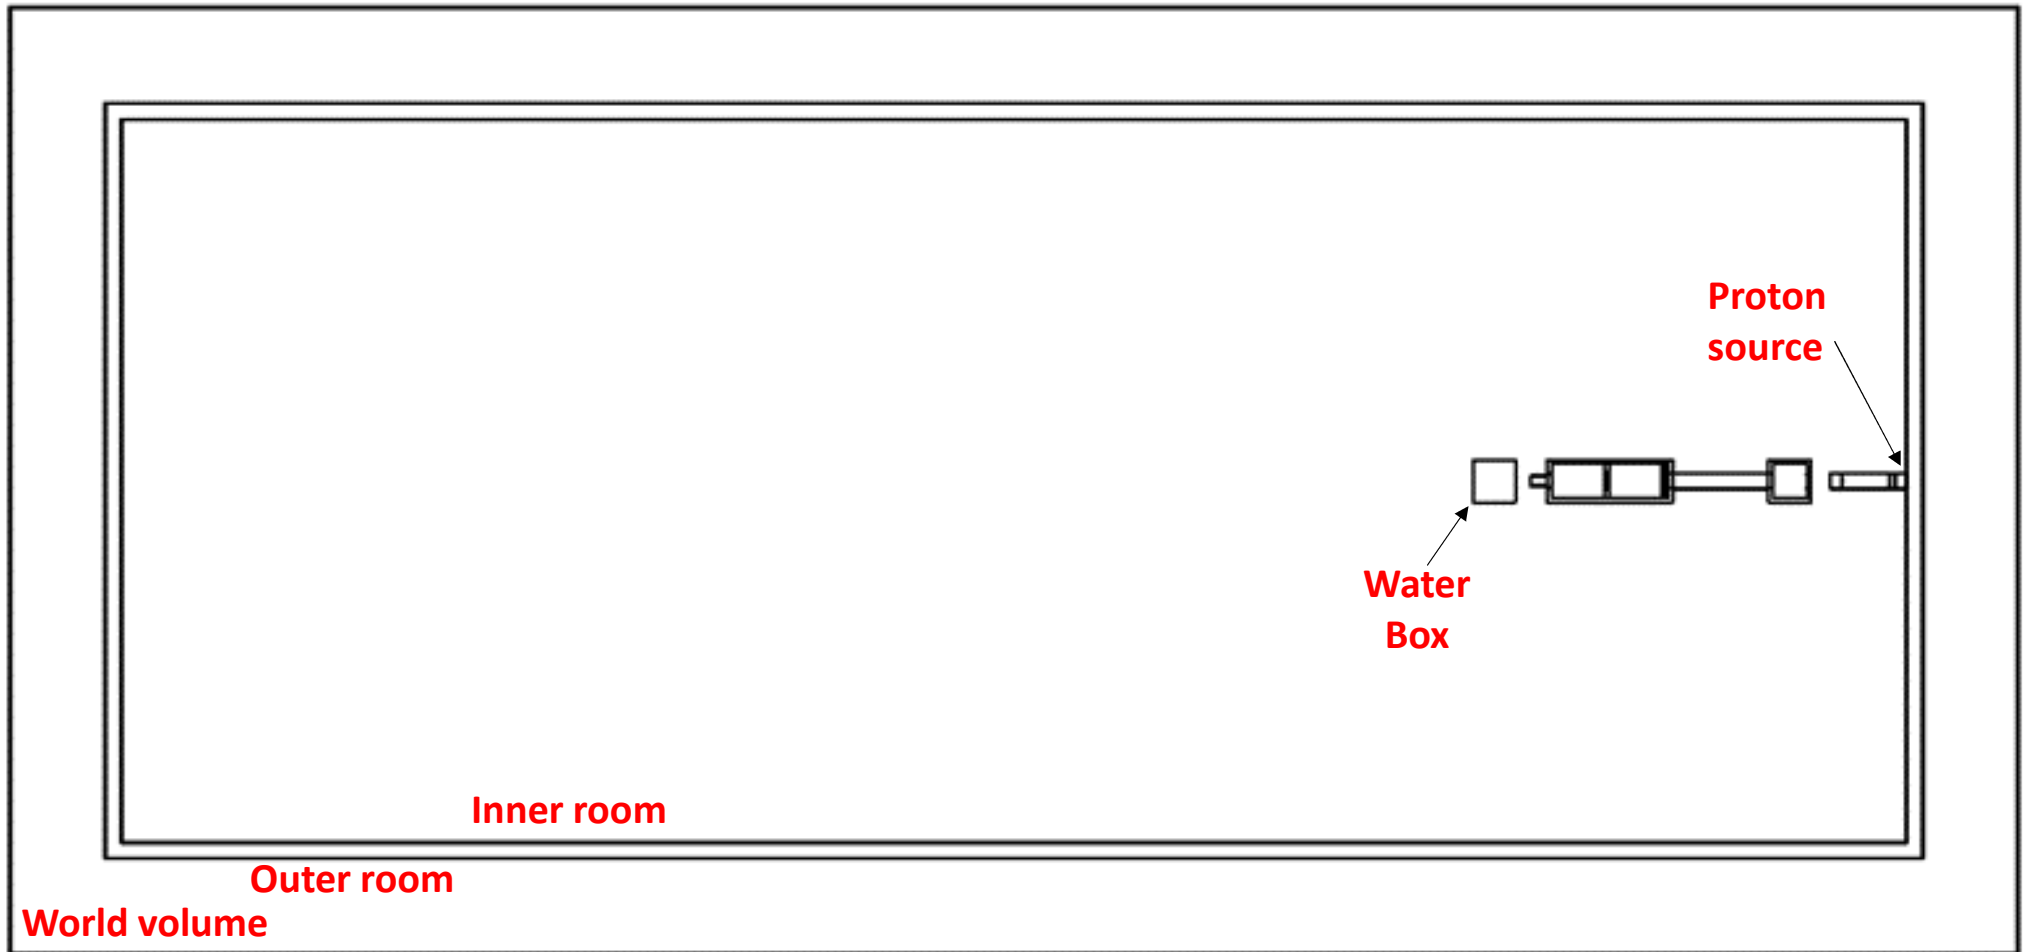 Proton
source
Water
Box
Inner room
Outer room
World volume